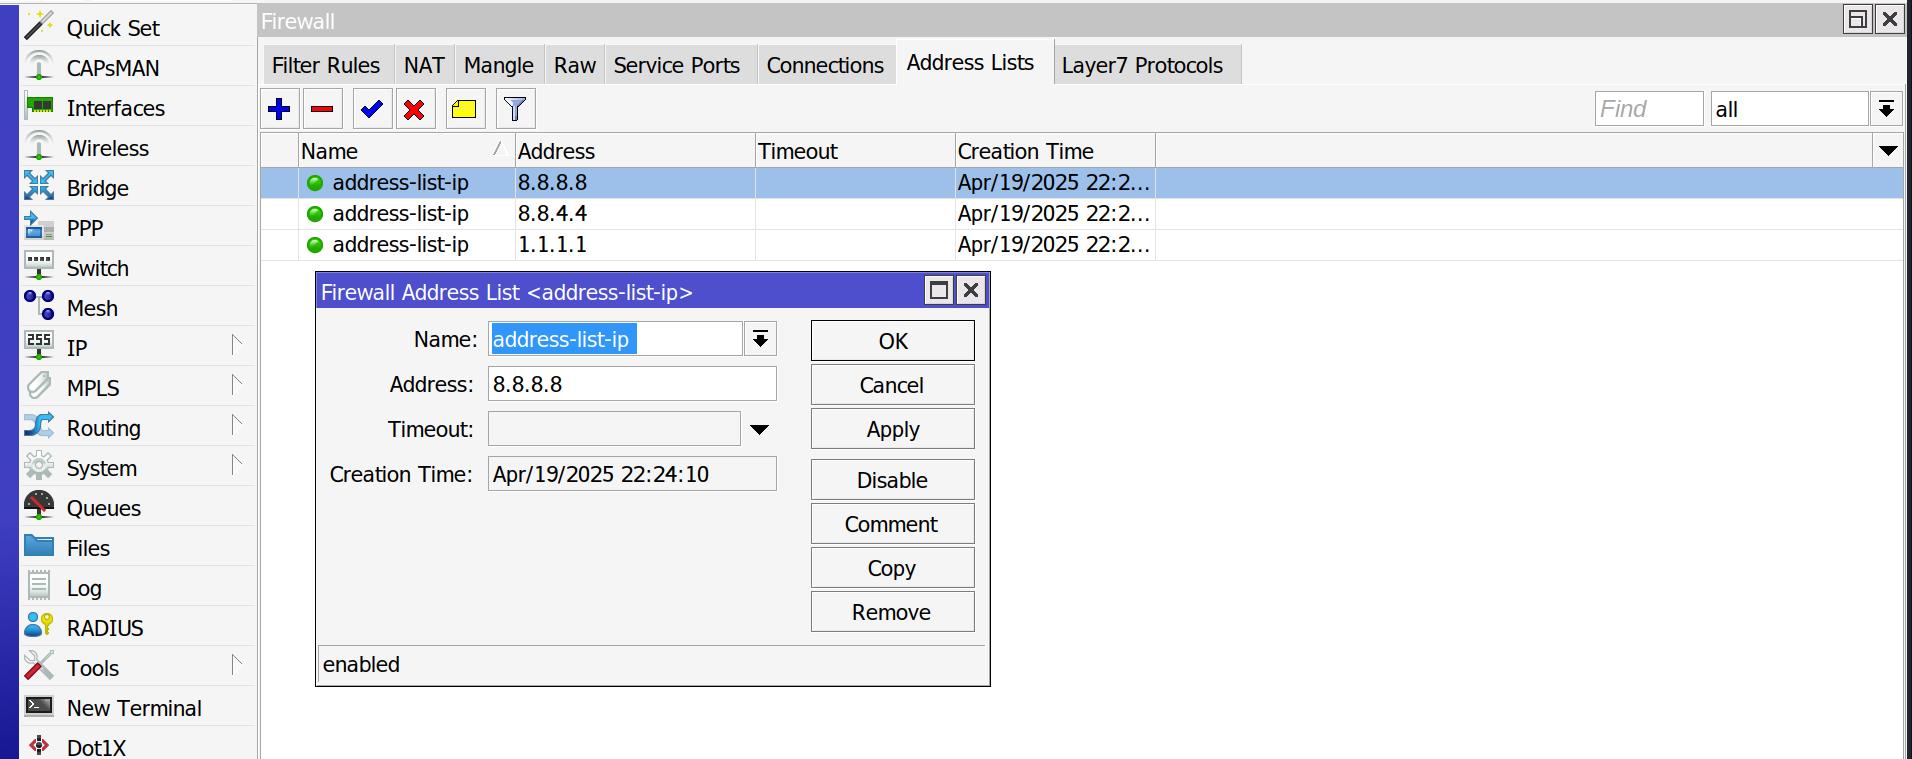 Firewall
Quick Set
CAPsMAN
Interfaces
Wireless
Bridge
PPP
Switch
Mesh
255
IP
MPLS
Routing
System
Queues
Files
Log
RADIUS
Tools
New Terminal
Dot1X
Filter Rules NAT Mangle Raw Service Ports Connections Address Lists Layer7 Protocols
Find all
Name Address Timeout Creation Time
address-list-ip 8.8.8.8 Apr/19/2025 22:2...
address-list-ip 8.8.4.4 Apr/19/2025 22:2...
address-list-ip 1.1.1.1 Apr/19/2025 22:2...
Firewall Address List <address-list-ip>
Name: address-list-ip
Address: 8.8.8.8
Timeout:
Creation Time: Apr/19/2025 22:24:10
OK
Cancel
Apply
Disable
Comment
Copy
Remove
enabled